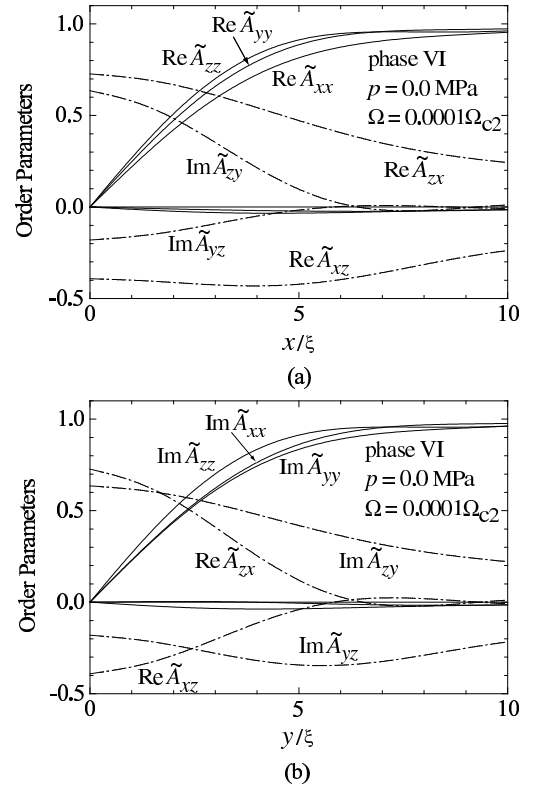 1.0
0.5
0.0
-0.5
Order Parameters
Re Ã_yy
Re Ã_zz
Re Ã_xx
phase VI
p = 0.0 MPa
Ω = 0.0001Ω_c2
Im Ã_zy
Re Ã_zx
Im Ã_yz
Re Ã_xz
0 5 10
x/ξ
(a)
1.0
0.5
0.0
-0.5
Order Parameters
Im Ã_xx
Im Ã_zz
Im Ã_yy
phase VI
p = 0.0 MPa
Ω = 0.0001Ω_c2
Re Ã_zx
Im Ã_zy
Im Ã_yz
Re Ã_xz
0 5 10
y/ξ
(b)